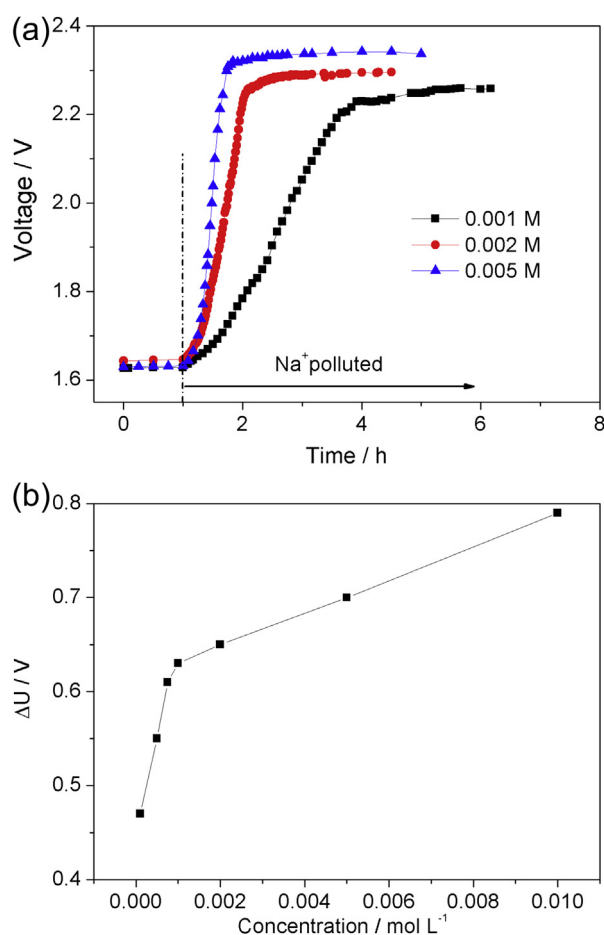 (a)
2.4
2.2
2.0
1.8
1.6
Voltage / V
0.001 M
0.002 M
0.005 M
Na⁺polluted
0 2 4 6 8
Time / h
(b)
0.8
0.7
0.6
0.5
0.4
ΔU / V
0.000 0.002 0.004 0.006 0.008 0.010
Concentration / mol L⁻¹